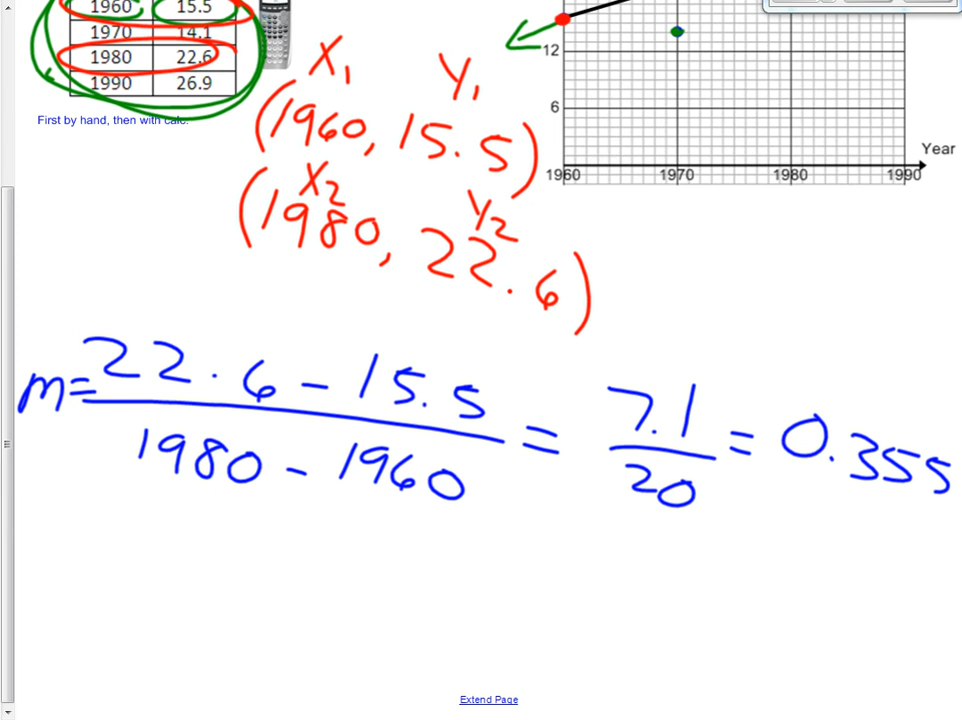 1960 15.5
1970 14.1
1980 22.6
1990 26.9
First by hand, then with calc.
12
6
Year
1960 1970 1980 1990
X1 Y1
(1960, 15.5)
X2 Y2
(1980, 22.6)
m= 22.6 - 15.5 / 1980 - 1960 = 7.1 / 20 = 0.355
Extend Page